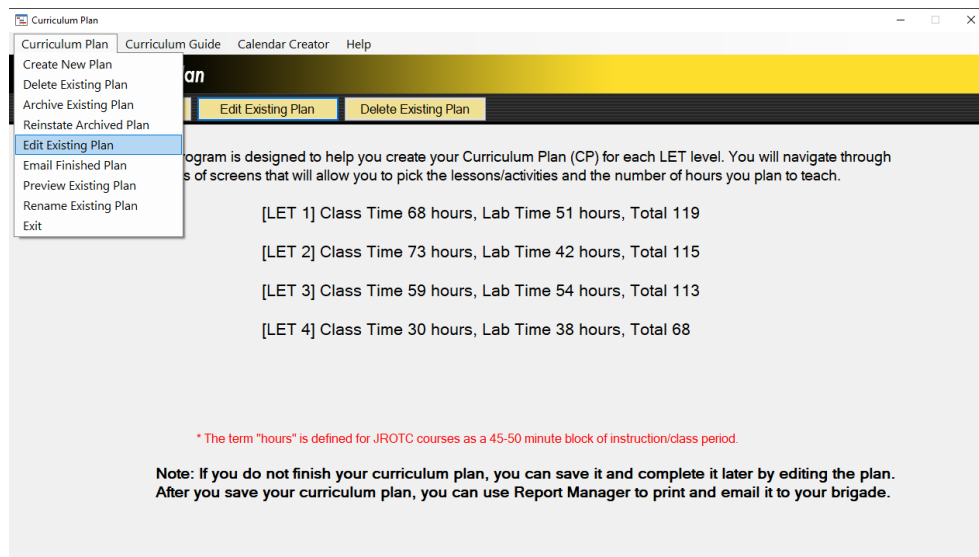 Curriculum Plan
Curriculum Plan Curriculum Guide Calendar Creator Help
Create New Plan
Delete Existing Plan
Archive Existing Plan
Reinstate Archived Plan
Edit Existing Plan
Email Finished Plan
Preview Existing Plan
Rename Existing Plan
Exit
an
Edit Existing Plan Delete Existing Plan
ogram is designed to help you create your Curriculum Plan (CP) for each LET level. You will navigate through
s of screens that will allow you to pick the lessons/activities and the number of hours you plan to teach.
[LET 1] Class Time 68 hours, Lab Time 51 hours, Total 119
[LET 2] Class Time 73 hours, Lab Time 42 hours, Total 115
[LET 3] Class Time 59 hours, Lab Time 54 hours, Total 113
[LET 4] Class Time 30 hours, Lab Time 38 hours, Total 68
* The term "hours" is defined for JROTC courses as a 45-50 minute block of instruction/class period.
Note: If you do not finish your curriculum plan, you can save it and complete it later by editing the plan.
After you save your curriculum plan, you can use Report Manager to print and email it to your brigade.